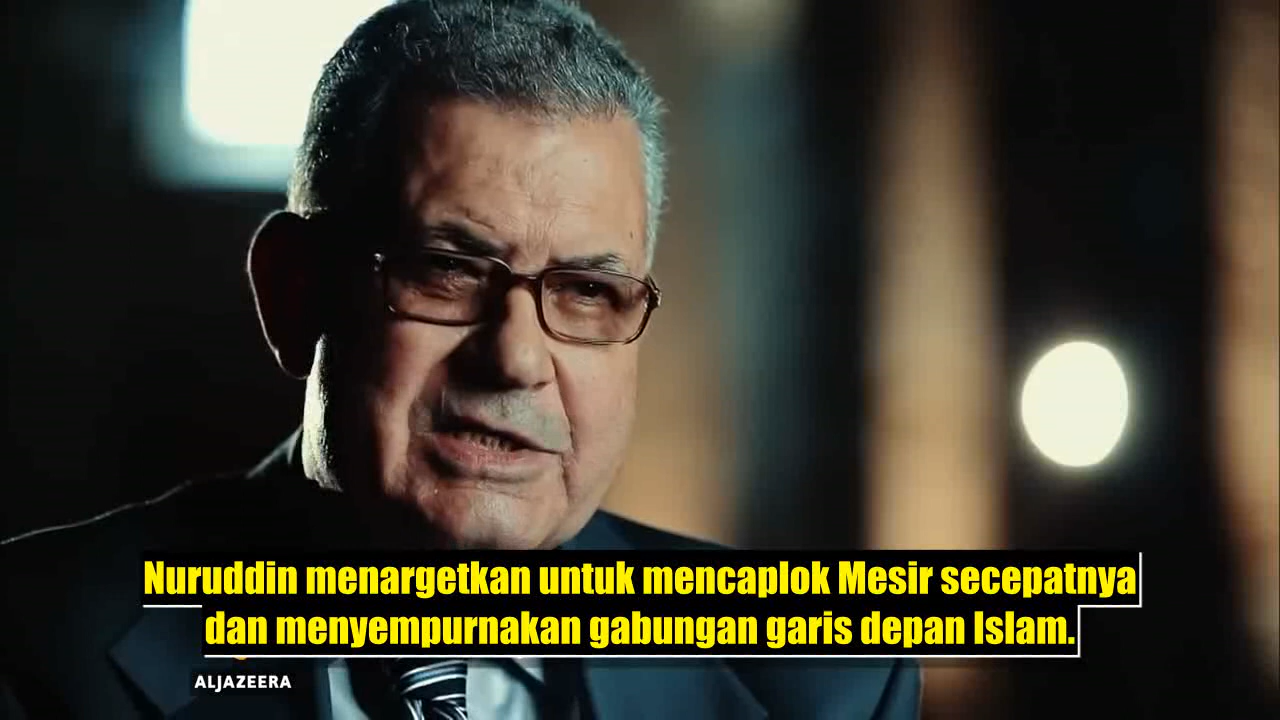 Nuruddin menargetkan untuk mencaplok Mesir secepatnya
dan menyempurnakan gabungan garis depan Islam.
ALJAZEERA